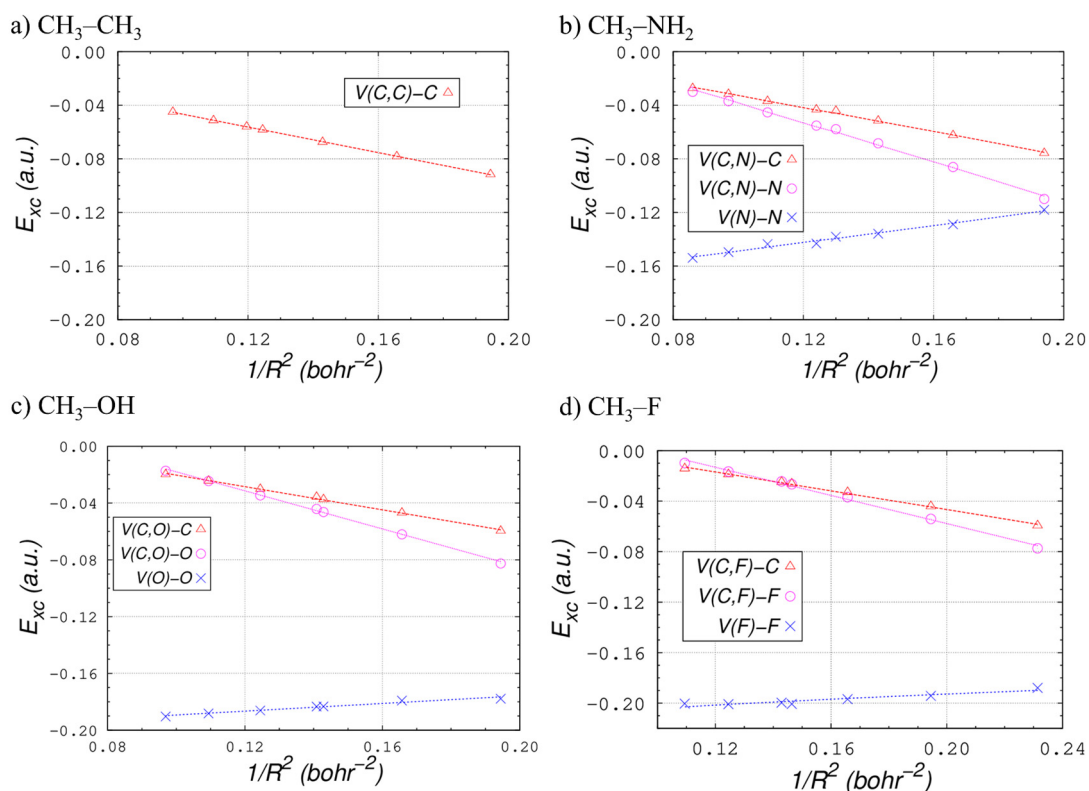 a) CH₃–CH₃
0.00
−0.04
−0.08
−0.12
−0.16
−0.20
E_xc (a.u.)
V(C,C)−C
0.08
0.12
0.16
0.20
1/R² (bohr⁻²)
b) CH₃–NH₂
0.00
−0.04
−0.08
−0.12
−0.16
−0.20
E_xc (a.u.)
V(C,N)−C
V(C,N)−N
V(N)−N
0.08
0.12
0.16
0.20
1/R² (bohr⁻²)
c) CH₃–OH
0.00
−0.04
−0.08
−0.12
−0.16
−0.20
E_xc (a.u.)
V(C,O)−C
V(C,O)−O
V(O)−O
0.08
0.12
0.16
0.20
1/R² (bohr⁻²)
d) CH₃–F
0.00
−0.04
−0.08
−0.12
−0.16
−0.20
E_xc (a.u.)
V(C,F)−C
V(C,F)−F
V(F)−F
0.12
0.16
0.20
0.24
1/R² (bohr⁻²)